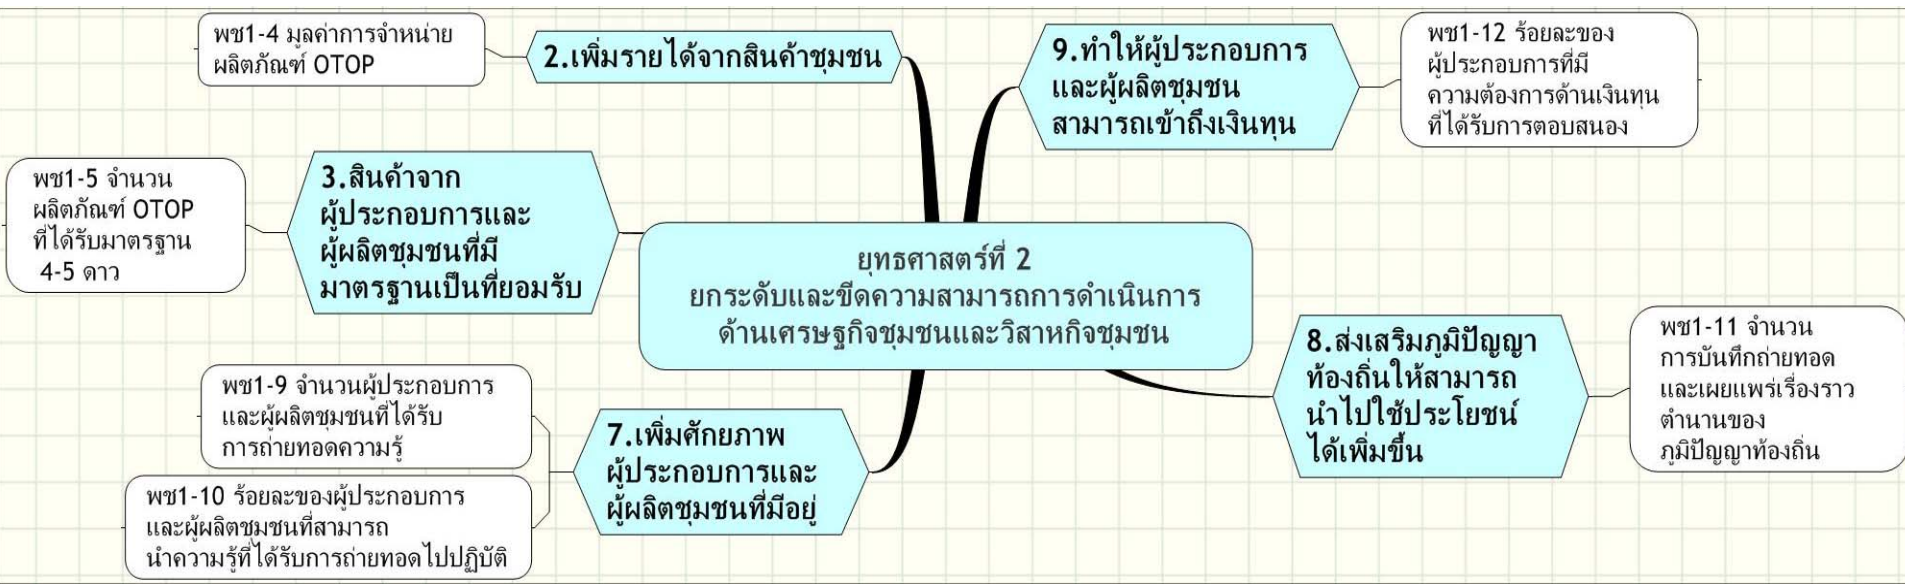 พช1-4 มูลค่าการจำหน่าย
ผลิตภัณฑ์ OTOP
2.เพิ่มรายได้จากสินค้าชุมชน
9.ทำให้ผู้ประกอบการ
และผู้ผลิตชุมชน
สามารถเข้าถึงเงินทุน
พช1-12 ร้อยละของ
ผู้ประกอบการที่มี
ความต้องการด้านเงินทุน
ที่ได้รับการตอบสนอง
พช1-5 จำนวน
ผลิตภัณฑ์ OTOP
ที่ได้รับมาตรฐาน
4-5 ดาว
3.สินค้าจาก
ผู้ประกอบการและ
ผู้ผลิตชุมชนที่มี
มาตรฐานเป็นที่ยอมรับ
ยุทธศาสตร์ที่ 2
ยกระดับและขีดความสามารถการดำเนินการ
ด้านเศรษฐกิจชุมชนและวิสาหกิจชุมชน
8.ส่งเสริมภูมิปัญญา
ท้องถิ่นให้สามารถ
นำไปใช้ประโยชน์
ได้เพิ่มขึ้น
พช1-11 จำนวน
การบันทึกถ่ายทอด
และเผยแพร่เรื่องราว
ตำนานของ
ภูมิปัญญาท้องถิ่น
พช1-9 จำนวนผู้ประกอบการ
และผู้ผลิตชุมชนที่ได้รับ
การถ่ายทอดความรู้
พช1-10 ร้อยละของผู้ประกอบการ
และผู้ผลิตชุมชนที่สามารถ
นำความรู้ที่ได้รับการถ่ายทอดไปปฏิบัติ
7.เพิ่มศักยภาพ
ผู้ประกอบการและ
ผู้ผลิตชุมชนที่มีอยู่